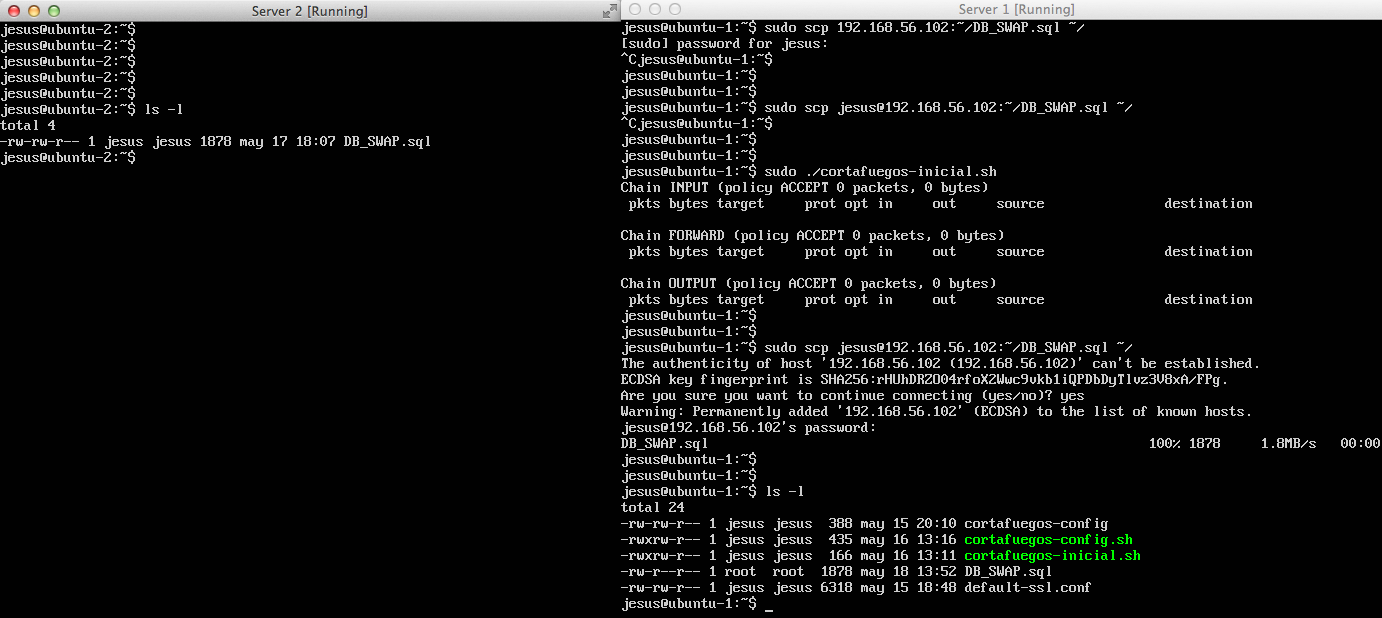 Server 2 [Running]
jesus@ubuntu-2:~$
jesus@ubuntu-2:~$
jesus@ubuntu-2:~$
jesus@ubuntu-2:~$
jesus@ubuntu-2:~$
jesus@ubuntu-2:~$ ls -l
total 4
-rw-rw-r-- 1 jesus jesus 1878 may 17 18:07 DB_SWAP.sql
jesus@ubuntu-2:~$
Server 1 [Running]
jesus@ubuntu-1:~$ sudo scp 192.168.56.102:~/DB_SWAP.sql ~/
[sudo] password for jesus:
^Cjesus@ubuntu-1:~$
jesus@ubuntu-1:~$
jesus@ubuntu-1:~$
jesus@ubuntu-1:~$ sudo scp jesus@192.168.56.102:~/DB_SWAP.sql ~/
^Cjesus@ubuntu-1:~$
jesus@ubuntu-1:~$
jesus@ubuntu-1:~$
jesus@ubuntu-1:~$ sudo ./cortafuegos-inicial.sh
Chain INPUT (policy ACCEPT 0 packets, 0 bytes)
pkts bytes target prot opt in out source destination
Chain FORWARD (policy ACCEPT 0 packets, 0 bytes)
pkts bytes target prot opt in out source destination
Chain OUTPUT (policy ACCEPT 0 packets, 0 bytes)
pkts bytes target prot opt in out source destination
jesus@ubuntu-1:~$
jesus@ubuntu-1:~$
jesus@ubuntu-1:~$ sudo scp jesus@192.168.56.102:~/DB_SWAP.sql ~/
The authenticity of host '192.168.56.102 (192.168.56.102)' can't be established.
ECDSA key fingerprint is SHA256:rHUhDRZO04rfoX2Wwc9vkb1iQPDbDyTlvz3V8xA/FPg.
Are you sure you want to continue connecting (yes/no)? yes
Warning: Permanently added '192.168.56.102' (ECDSA) to the list of known hosts.
jesus@192.168.56.102's password:
DB_SWAP.sql 100% 1878 1.8MB/s 00:00
jesus@ubuntu-1:~$
jesus@ubuntu-1:~$
jesus@ubuntu-1:~$ ls -l
total 24
-rw-rw-r-- 1 jesus jesus 388 may 15 20:10 cortafuegos-config
-rwxrw-r-- 1 jesus jesus 435 may 16 13:16 cortafuegos-config.sh
-rwxrw-r-- 1 jesus jesus 166 may 16 13:11 cortafuegos-inicial.sh
-rw-r--r-- 1 root root 1878 may 18 13:52 DB_SWAP.sql
-rw-rw-r-- 1 jesus jesus 6318 may 15 18:48 default-ssl.conf
jesus@ubuntu-1:~$ _